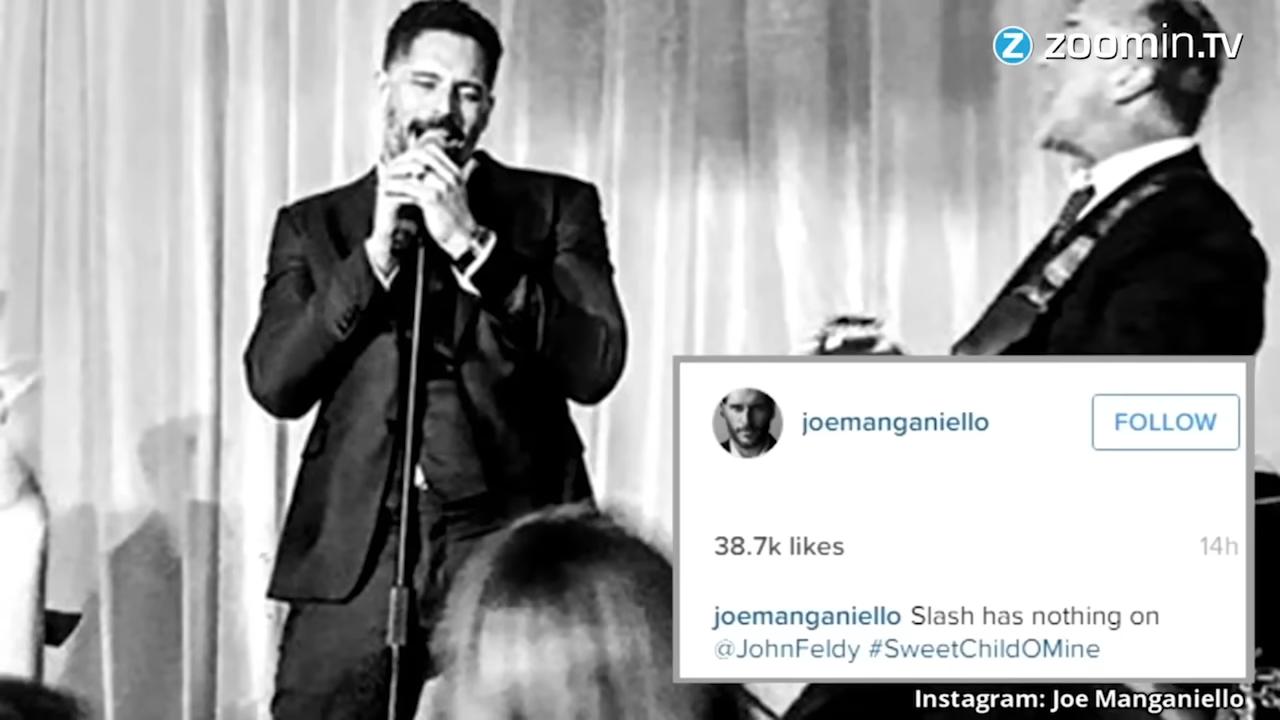 Z zoomin.TV
joemanganiello
FOLLOW
38.7k likes
14h
joemanganiello Slash has nothing on
@JohnFeldy #SweetChildOMine
Instagram: Joe Manganiello